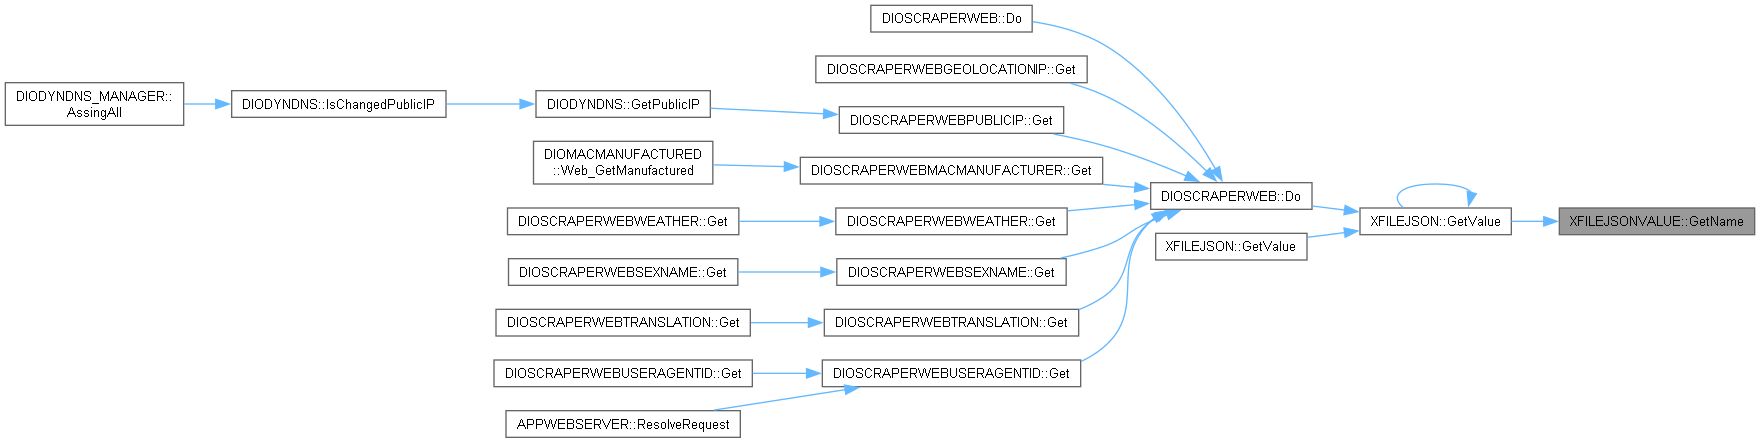 DIOSCRAPERWEB::Do
DIOSCRAPERWEBGEOLOCATIONIP::Get
DIODYNDNS_MANAGER::
AssingAll
DIODYNDNS::IsChangedPublicIP
DIODYNDNS::GetPublicIP
DIOSCRAPERWEBPUBLICIP::Get
DIOMACMANUFACTURED
::Web_GetManufactured
DIOSCRAPERWEBMACMANUFACTURER::Get
DIOSCRAPERWEB::Do
DIOSCRAPERWEBWEATHER::Get
DIOSCRAPERWEBWEATHER::Get
XFILEJSON::GetValue
XFILEJSONVALUE::GetName
XFILEJSON::GetValue
DIOSCRAPERWEBSEXNAME::Get
DIOSCRAPERWEBSEXNAME::Get
DIOSCRAPERWEBTRANSLATION::Get
DIOSCRAPERWEBTRANSLATION::Get
DIOSCRAPERWEBUSERAGENTID::Get
DIOSCRAPERWEBUSERAGENTID::Get
APPWEBSERVER::ResolveRequest